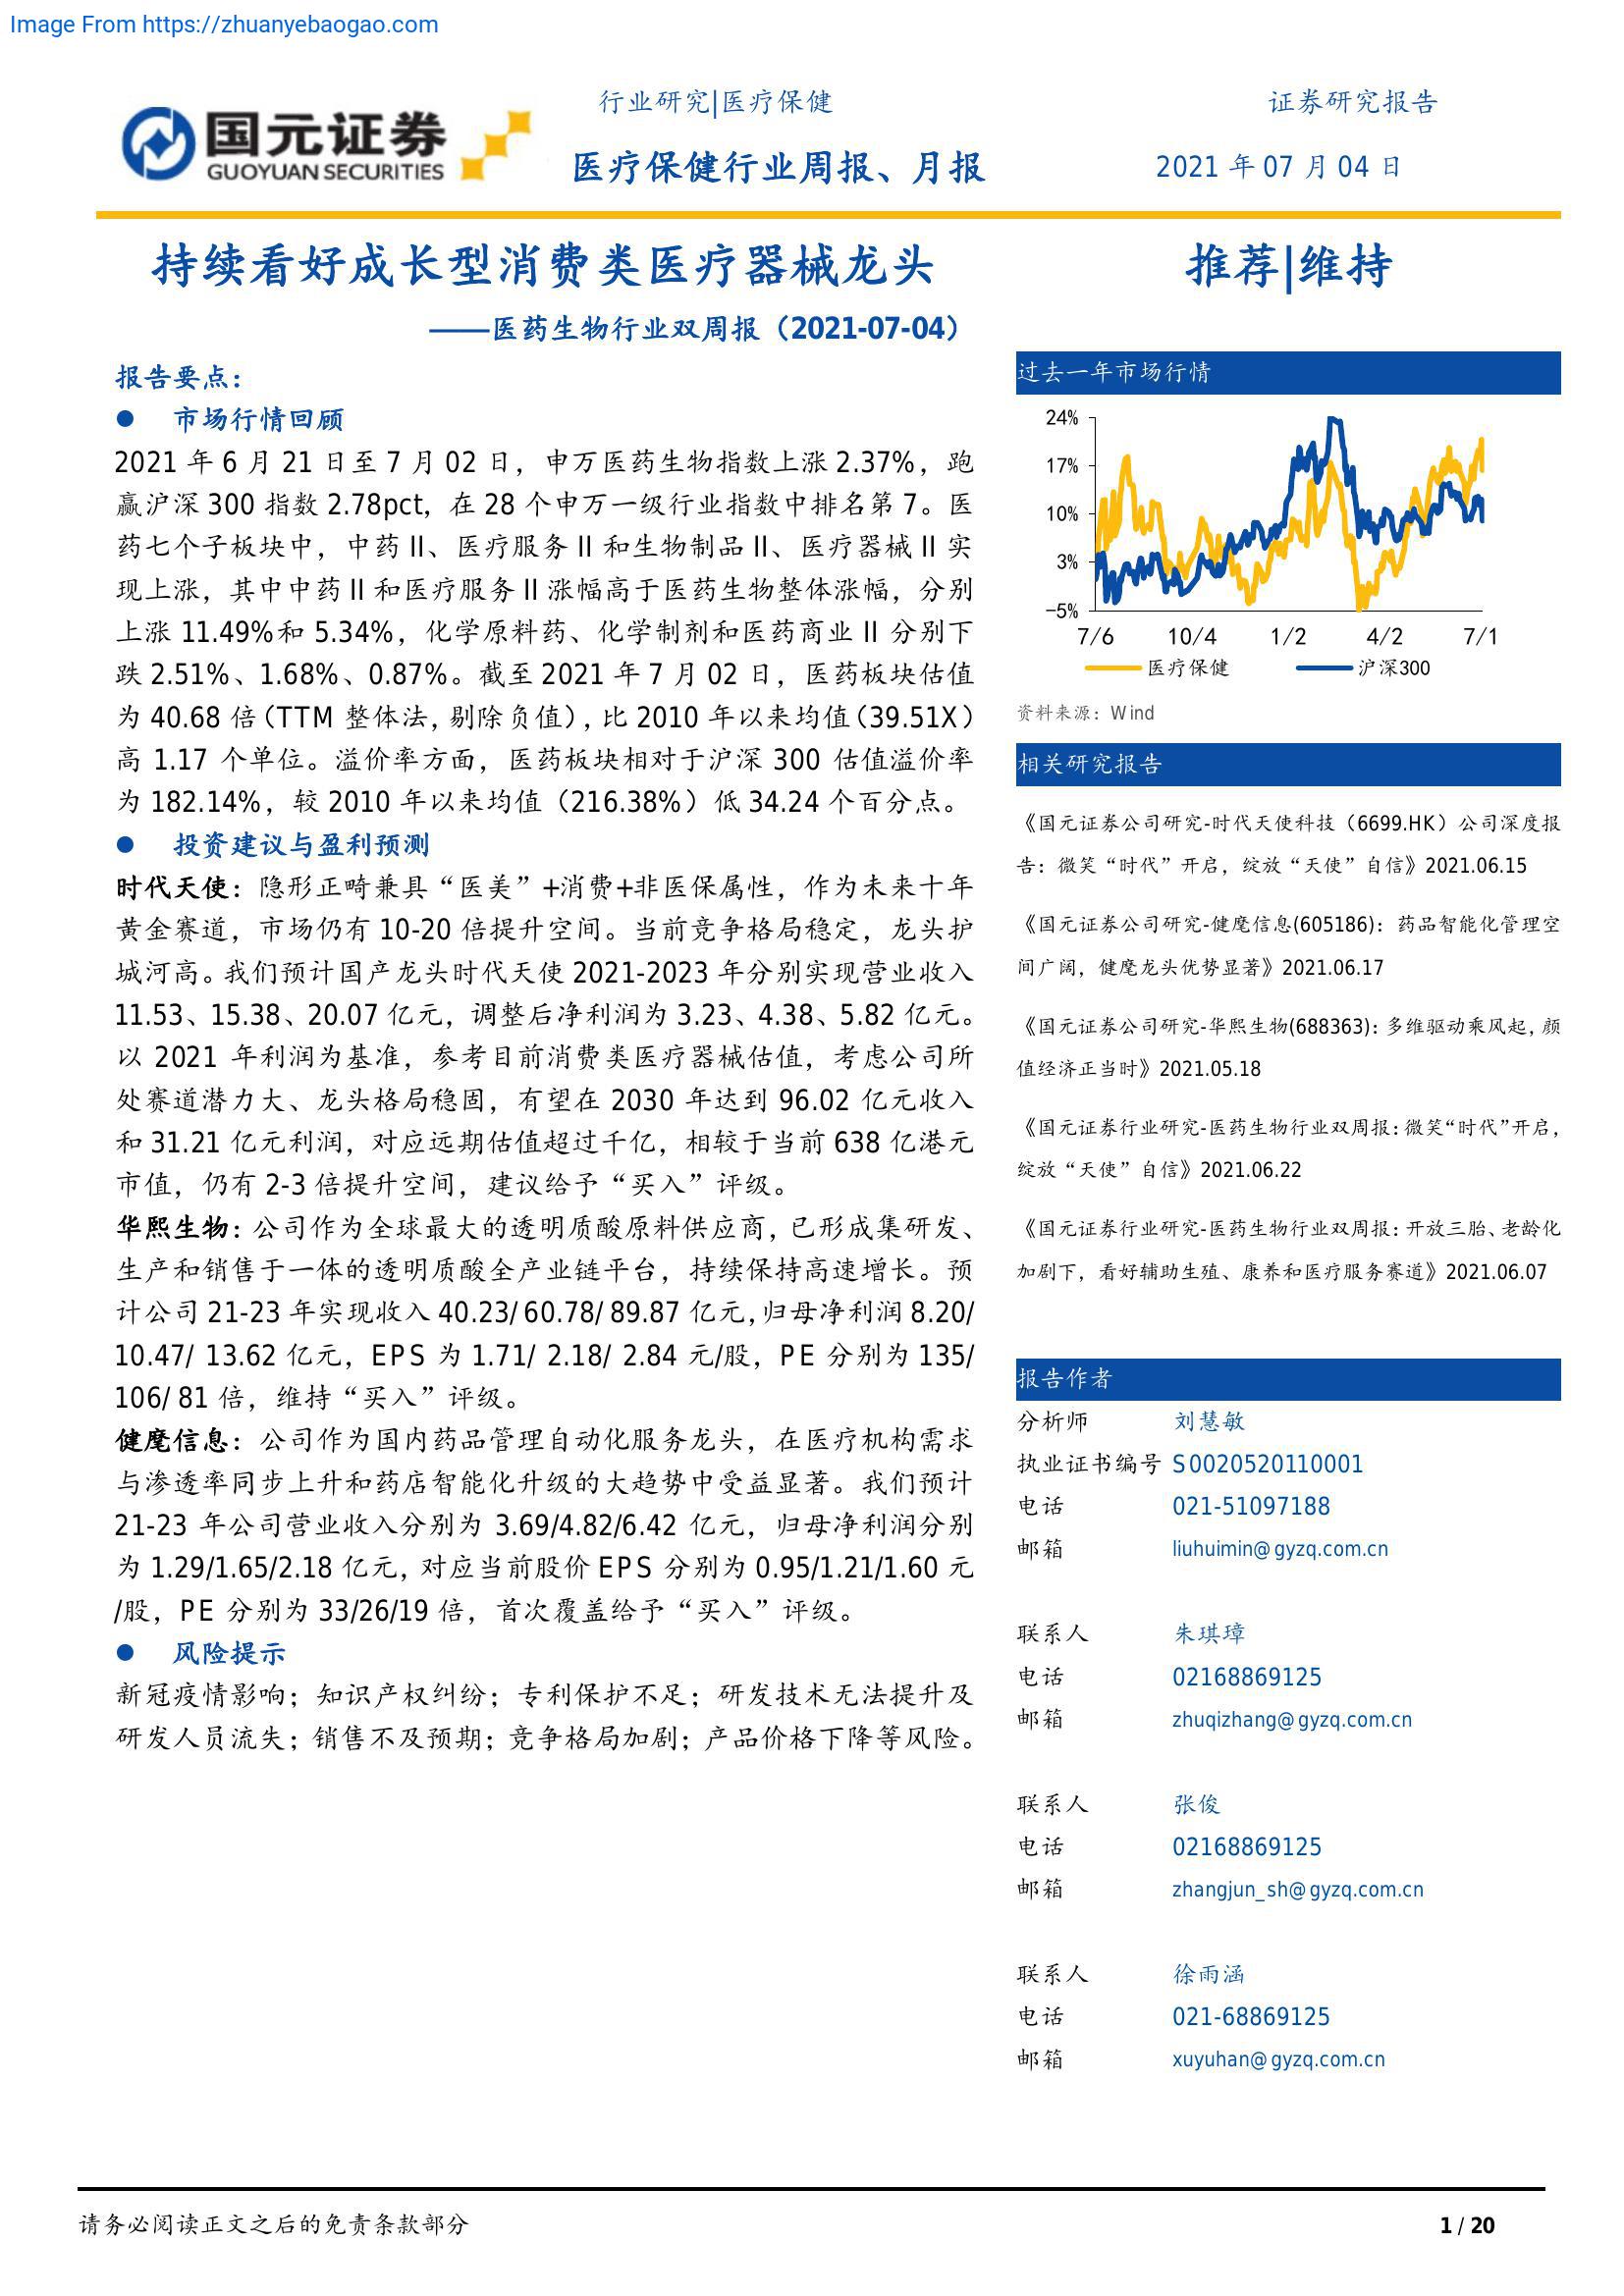 Image From https://zhuanyebaogao.com
国元证券
GUOYUAN SECURITIES
行业研究|医疗保健
证券研究报告
医疗保健行业周报、月报
2021 年 07 月 04 日
持续看好成长型消费类医疗器械龙头
推荐|维持
——医药生物行业双周报（2021-07-04）
报告要点：
● 市场行情回顾
2021 年 6 月 21 日至 7 月 02 日，申万医药生物指数上涨 2.37%，跑
赢沪深 300 指数 2.78pct，在 28 个申万一级行业指数中排名第 7。医
药七个子板块中，中药 II、医疗服务 II 和生物制品 II、医疗器械 II 实
现上涨，其中中药 II 和医疗服务 II 涨幅高于医药生物整体涨幅，分别
上涨 11.49%和 5.34%，化学原料药、化学制剂和医药商业 II 分别下
跌 2.51%、1.68%、0.87%。截至 2021 年 7 月 02 日，医药板块估值
为 40.68 倍（TTM 整体法，剔除负值），比 2010 年以来均值（39.51X）
高 1.17 个单位。溢价率方面，医药板块相对于沪深 300 估值溢价率
为 182.14%，较 2010 年以来均值（216.38%）低 34.24 个百分点。
● 投资建议与盈利预测
时代天使：隐形正畸兼具“医美”+消费+非医保属性，作为未来十年
黄金赛道，市场仍有 10-20 倍提升空间。当前竞争格局稳定，龙头护
城河高。我们预计国产龙头时代天使 2021-2023 年分别实现营业收入
11.53、15.38、20.07 亿元，调整后净利润为 3.23、4.38、5.82 亿元。
以 2021 年利润为基准，参考目前消费类医疗器械估值，考虑公司所
处赛道潜力大、龙头格局稳固，有望在 2030 年达到 96.02 亿元收入
和 31.21 亿元利润，对应远期估值超过千亿，相较于当前 638 亿港元
市值，仍有 2-3 倍提升空间，建议给予“买入”评级。
华熙生物：公司作为全球最大的透明质酸原料供应商，已形成集研发、
生产和销售于一体的透明质酸全产业链平台，持续保持高速增长。预
计公司 21-23 年实现收入 40.23/ 60.78/ 89.87 亿元，归母净利润 8.20/
10.47/ 13.62 亿元，EPS 为 1.71/ 2.18/ 2.84 元/股，PE 分别为 135/
106/ 81 倍，维持“买入”评级。
健麾信息：公司作为国内药品管理自动化服务龙头，在医疗机构需求
与渗透率同步上升和药店智能化升级的大趋势中受益显著。我们预计
21-23 年公司营业收入分别为 3.69/4.82/6.42 亿元，归母净利润分别
为 1.29/1.65/2.18 亿元，对应当前股价 EPS 分别为 0.95/1.21/1.60 元
/股，PE 分别为 33/26/19 倍，首次覆盖给予“买入”评级。
● 风险提示
新冠疫情影响；知识产权纠纷；专利保护不足；研发技术无法提升及
研发人员流失；销售不及预期；竞争格局加剧；产品价格下降等风险。
过去一年市场行情
24%
17%
10%
3%
-5%
7/6 10/4 1/2 4/2 7/1
医疗保健 沪深300
资料来源：Wind
相关研究报告
《国元证券公司研究-时代天使科技（6699.HK）公司深度报
告：微笑“时代”开启，绽放“天使”自信》2021.06.15
《国元证券公司研究-健麾信息(605186)：药品智能化管理空
间广阔，健麾龙头优势显著》2021.06.17
《国元证券公司研究-华熙生物(688363)：多维驱动乘风起，颜
值经济正当时》2021.05.18
《国元证券行业研究-医药生物行业双周报：微笑“时代”开启，
绽放“天使”自信》2021.06.22
《国元证券行业研究-医药生物行业双周报：开放三胎、老龄化
加剧下，看好辅助生殖、康养和医疗服务赛道》2021.06.07
报告作者
分析师 刘慧敏
执业证书编号 S0020520110001
电话 021-51097188
邮箱 liuhuimin@gyzq.com.cn
联系人 朱琪璋
电话 02168869125
邮箱 zhuqizhang@gyzq.com.cn
联系人 张俊
电话 02168869125
邮箱 zhangjun_sh@gyzq.com.cn
联系人 徐雨涵
电话 021-68869125
邮箱 xuyuhan@gyzq.com.cn
请务必阅读正文之后的免责条款部分
1 / 20